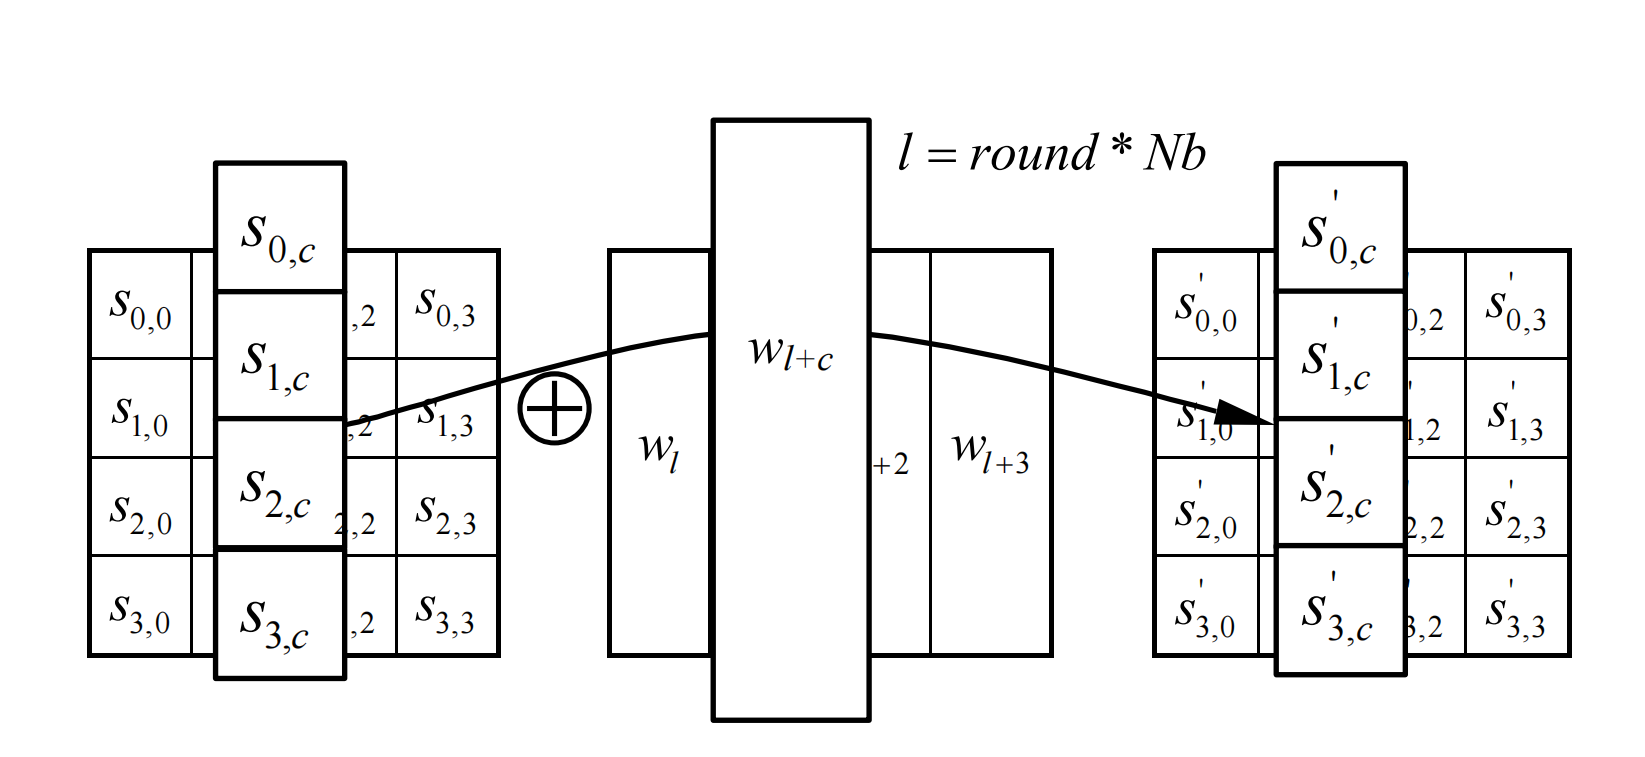 l = round * Nb
s0,c
s1,c
s2,c
s3,c
s0,0 ,2 s0,3
s1,0 ,2 s1,3
s2,0 2,2 s2,3
s3,0 ,2 s3,3
⊕
wl wl+c +2 wl+3
s'0,c
s'1,c
s'2,c
s'3,c
s'0,0 '0,2 s'0,3
s'1,0 '1,2 s'1,3
s'2,0 '2,2 s'2,3
s'3,0 '3,2 s'3,3